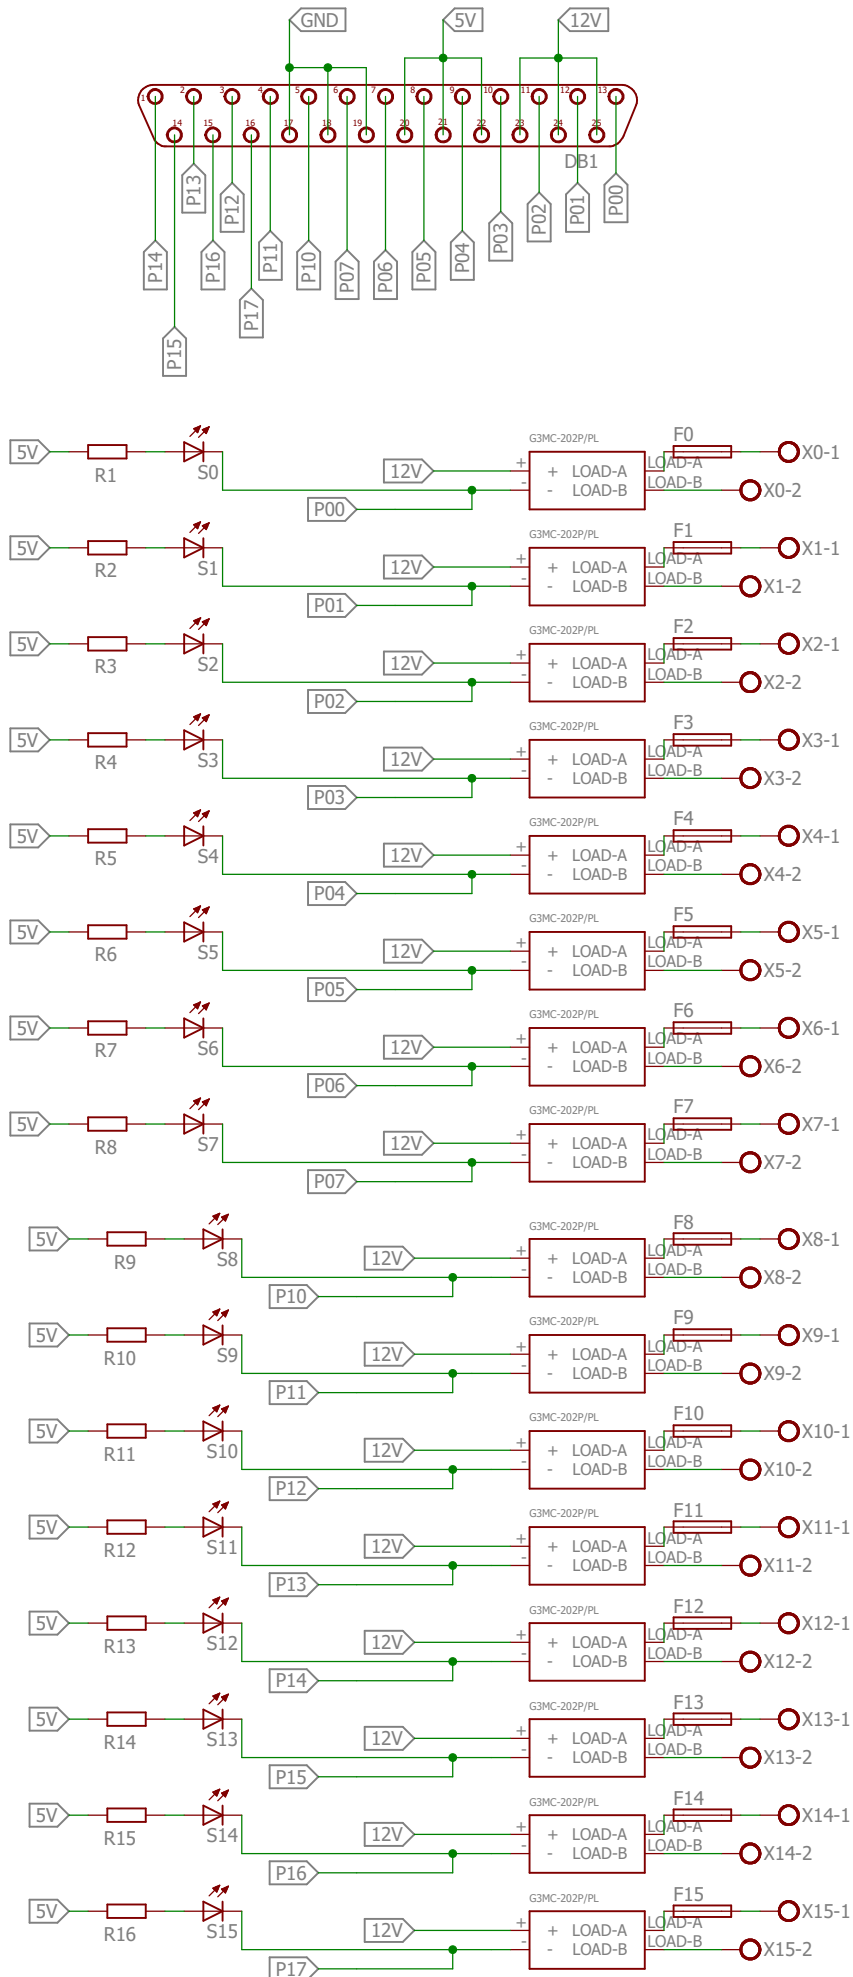 GND 5V 12V
1 2 3 4 5 6 7 8 9 10 11 12 13
14 15 16 17 18 19 20 21 22 23 24 25
DB1
P14 P15 P13 P16 P12 P17 P11 P10 P07 P06 P05 P04 P03 P02 P01 P00
G3MC-202P/PL F0
5V R1 S0 12V + + LOAD-A LOAD-A X0-1
P00 - - LOAD-B LOAD-B X0-2
G3MC-202P/PL F1
5V R2 S1 12V + + LOAD-A LOAD-A X1-1
P01 - - LOAD-B LOAD-B X1-2
G3MC-202P/PL F2
5V R3 S2 12V + + LOAD-A LOAD-A X2-1
P02 - - LOAD-B LOAD-B X2-2
G3MC-202P/PL F3
5V R4 S3 12V + + LOAD-A LOAD-A X3-1
P03 - - LOAD-B LOAD-B X3-2
G3MC-202P/PL F4
5V R5 S4 12V + + LOAD-A LOAD-A X4-1
P04 - - LOAD-B LOAD-B X4-2
G3MC-202P/PL F5
5V R6 S5 12V + + LOAD-A LOAD-A X5-1
P05 - - LOAD-B LOAD-B X5-2
G3MC-202P/PL F6
5V R7 S6 12V + + LOAD-A LOAD-A X6-1
P06 - - LOAD-B LOAD-B X6-2
G3MC-202P/PL F7
5V R8 S7 12V + + LOAD-A LOAD-A X7-1
P07 - - LOAD-B LOAD-B X7-2
G3MC-202P/PL F8
5V R9 S8 12V + + LOAD-A LOAD-A X8-1
P10 - - LOAD-B LOAD-B X8-2
G3MC-202P/PL F9
5V R10 S9 12V + + LOAD-A LOAD-A X9-1
P11 - - LOAD-B LOAD-B X9-2
G3MC-202P/PL F10
5V R11 S10 12V + + LOAD-A LOAD-A X10-1
P12 - - LOAD-B LOAD-B X10-2
G3MC-202P/PL F11
5V R12 S11 12V + + LOAD-A LOAD-A X11-1
P13 - - LOAD-B LOAD-B X11-2
G3MC-202P/PL F12
5V R13 S12 12V + + LOAD-A LOAD-A X12-1
P14 - - LOAD-B LOAD-B X12-2
G3MC-202P/PL F13
5V R14 S13 12V + + LOAD-A LOAD-A X13-1
P15 - - LOAD-B LOAD-B X13-2
G3MC-202P/PL F14
5V R15 S14 12V + + LOAD-A LOAD-A X14-1
P16 - - LOAD-B LOAD-B X14-2
G3MC-202P/PL F15
5V R16 S15 12V + + LOAD-A LOAD-A X15-1
P17 - - LOAD-B LOAD-B X15-2